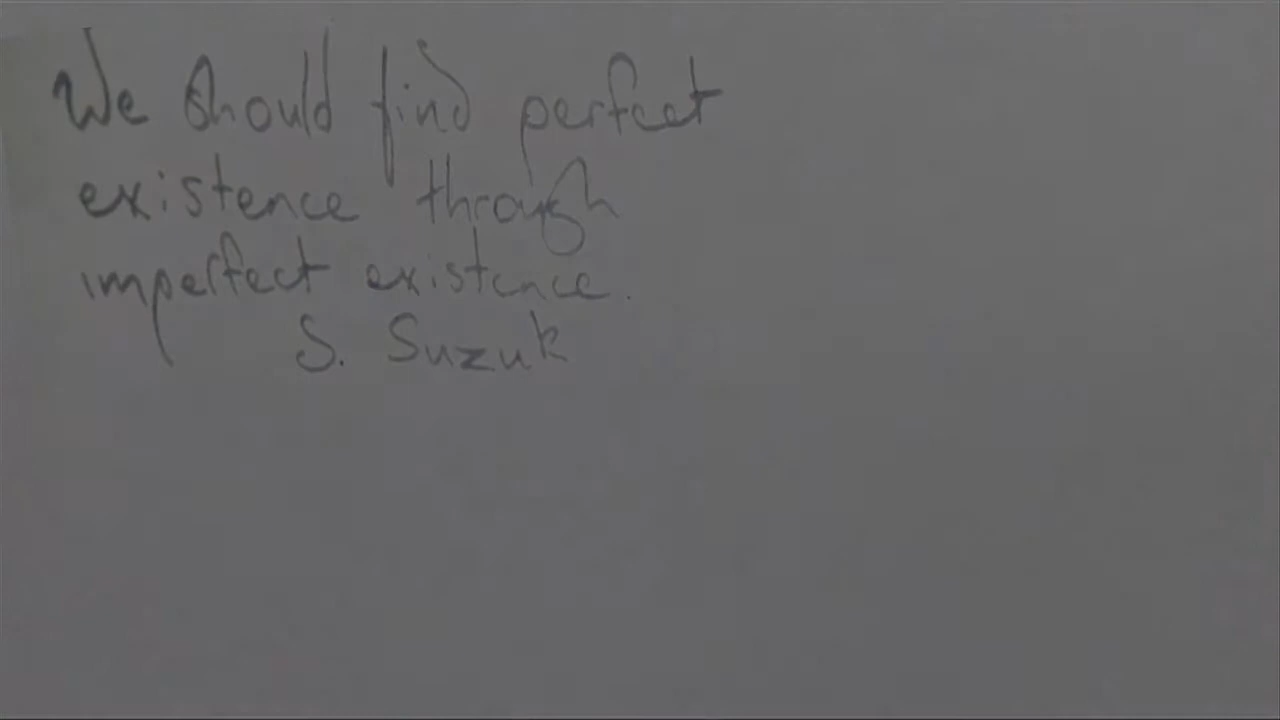 We should find perfect
existence through
imperfect existence.
S. Suzuk